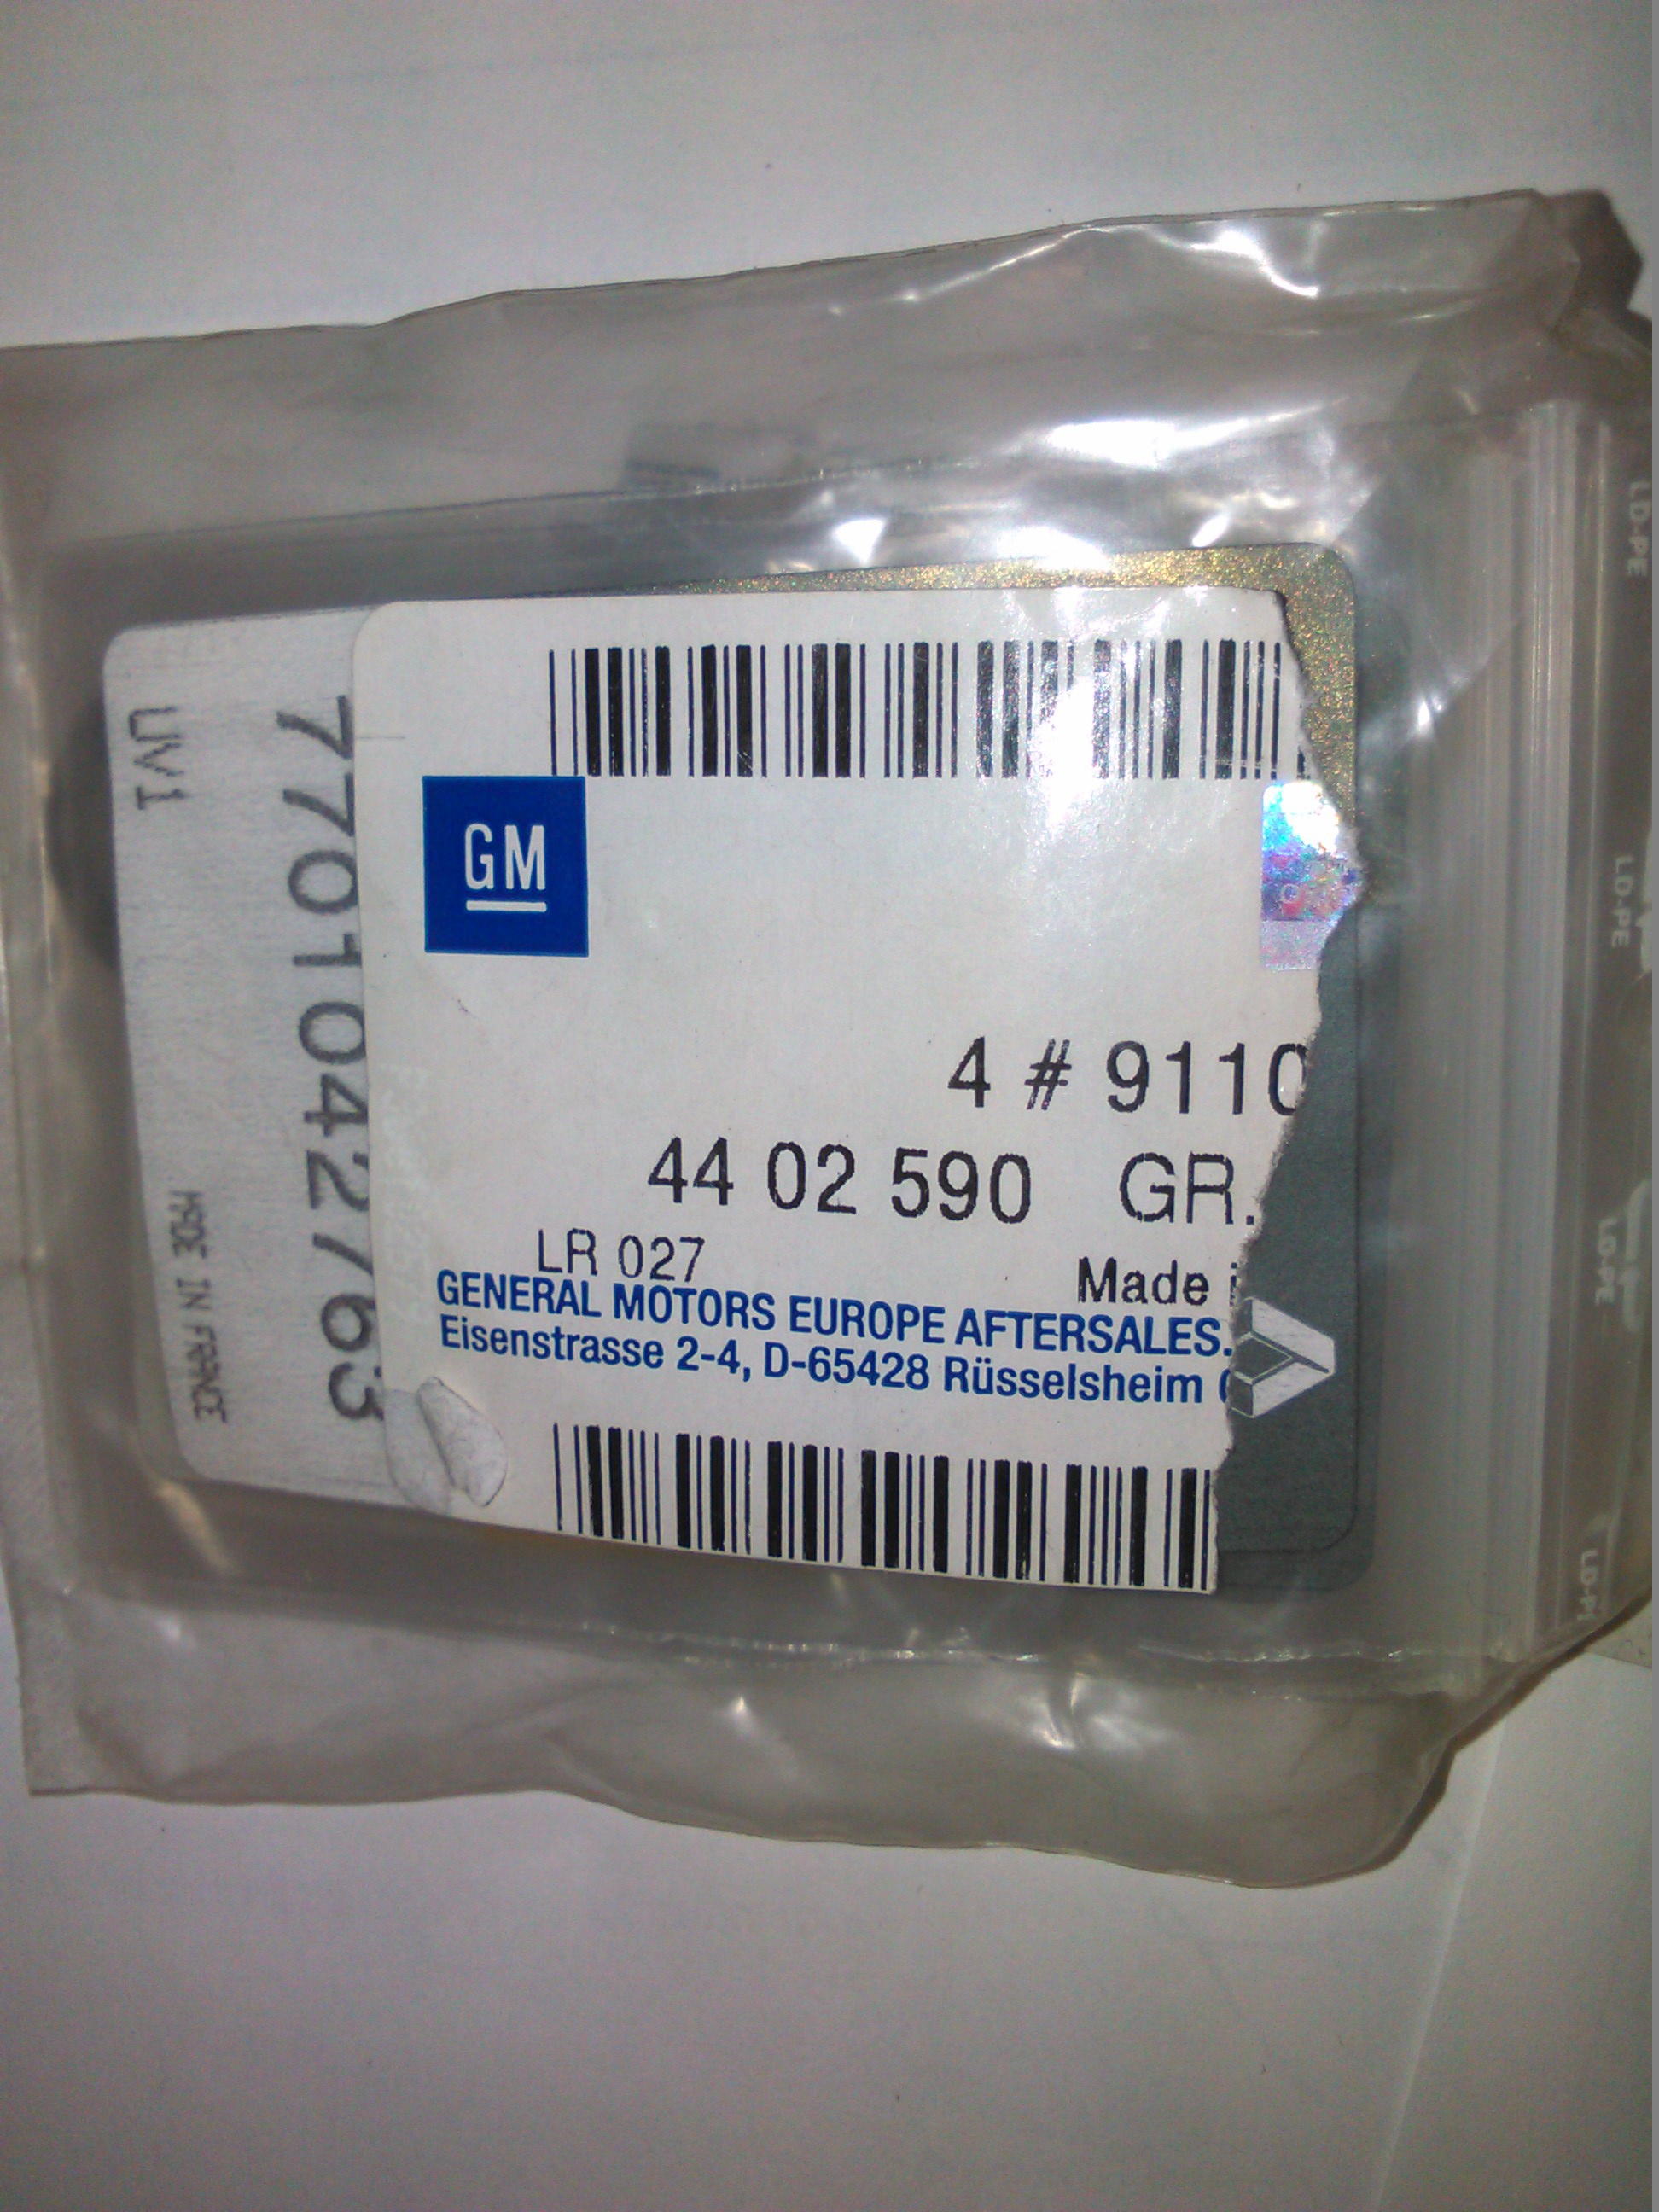 GM
4 # 9110
44 02 590 GR.
LR 027
Made
GENERAL MOTORS EUROPE AFTERSALES.
Eisenstrasse 2-4, D-65428 Rüsselsheim
7701042763
UV1
MADE IN FRANCE
LD-PE
LD-PE
LD-PE
LD-PE